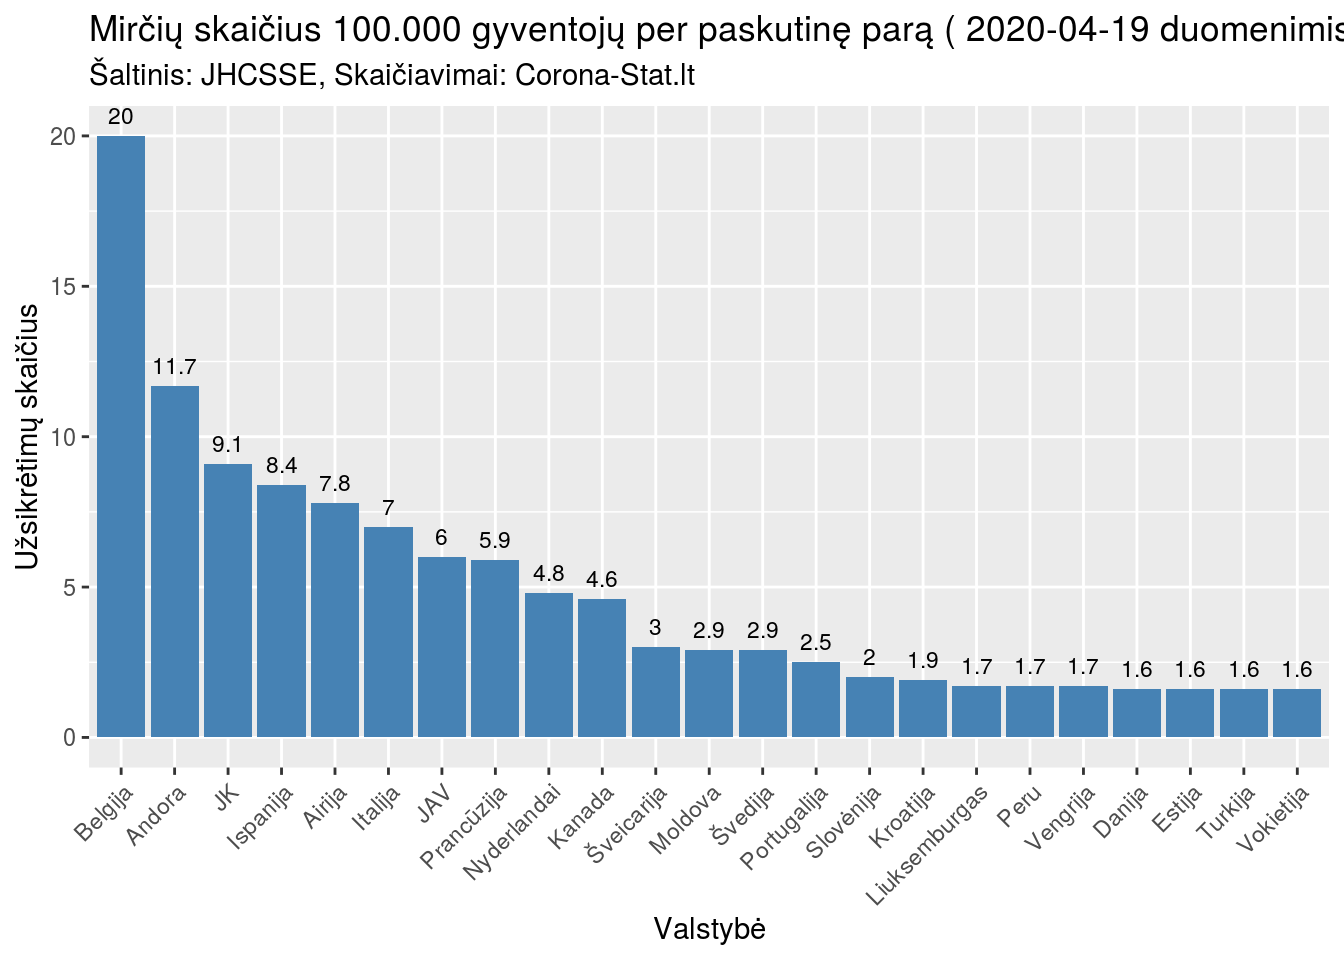 Mirčių skaičius 100.000 gyventojų per paskutinę parą ( 2020-04-19 duomenimis
Šaltinis: JHCSSE, Skaičiavimai: Corona-Stat.lt
Užsikrėtimų skaičius
20
15
10
5
0
20
11.7
9.1
8.4
7.8
7
6
5.9
4.8
4.6
3
2.9
2.9
2.5
2
1.9
1.7
1.7
1.7
1.6
1.6
1.6
1.6
Belgija
Andora
JK
Ispanija
Airija
Italija
JAV
Prancūzija
Nyderlandai
Kanada
Šveicarija
Moldova
Švedija
Portugalija
Slovėnija
Kroatija
Liuksemburgas
Peru
Vengrija
Danija
Estija
Turkija
Vokietija
Valstybė